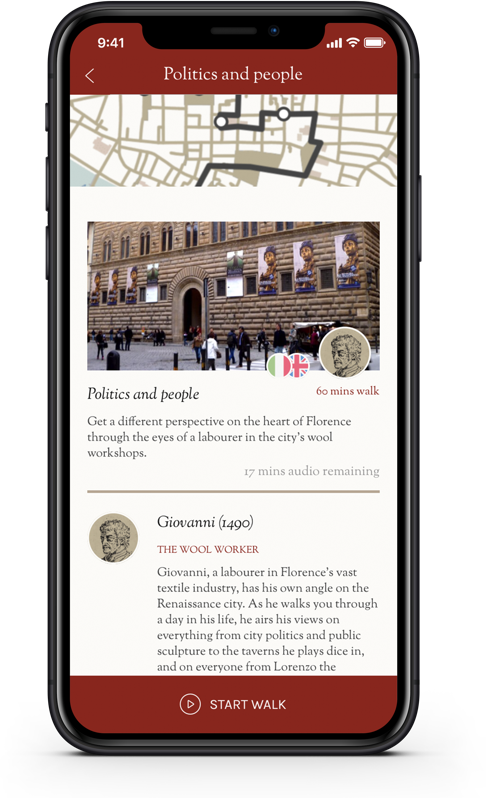 9:41
Politics and people
Politics and people
60 mins walk
Get a different perspective on the heart of Florence
through the eyes of a labourer in the city's wool
workshops.
17 mins audio remaining
Giovanni (1490)
THE WOOL WORKER
Giovanni, a labourer in Florence's vast
textile industry, has his own angle on the
Renaissance city. As he walks you through
a day in his life, he airs his views on
everything from city politics and public
sculpture to the taverns he plays dice in,
and on everyone from Lorenzo the
START WALK